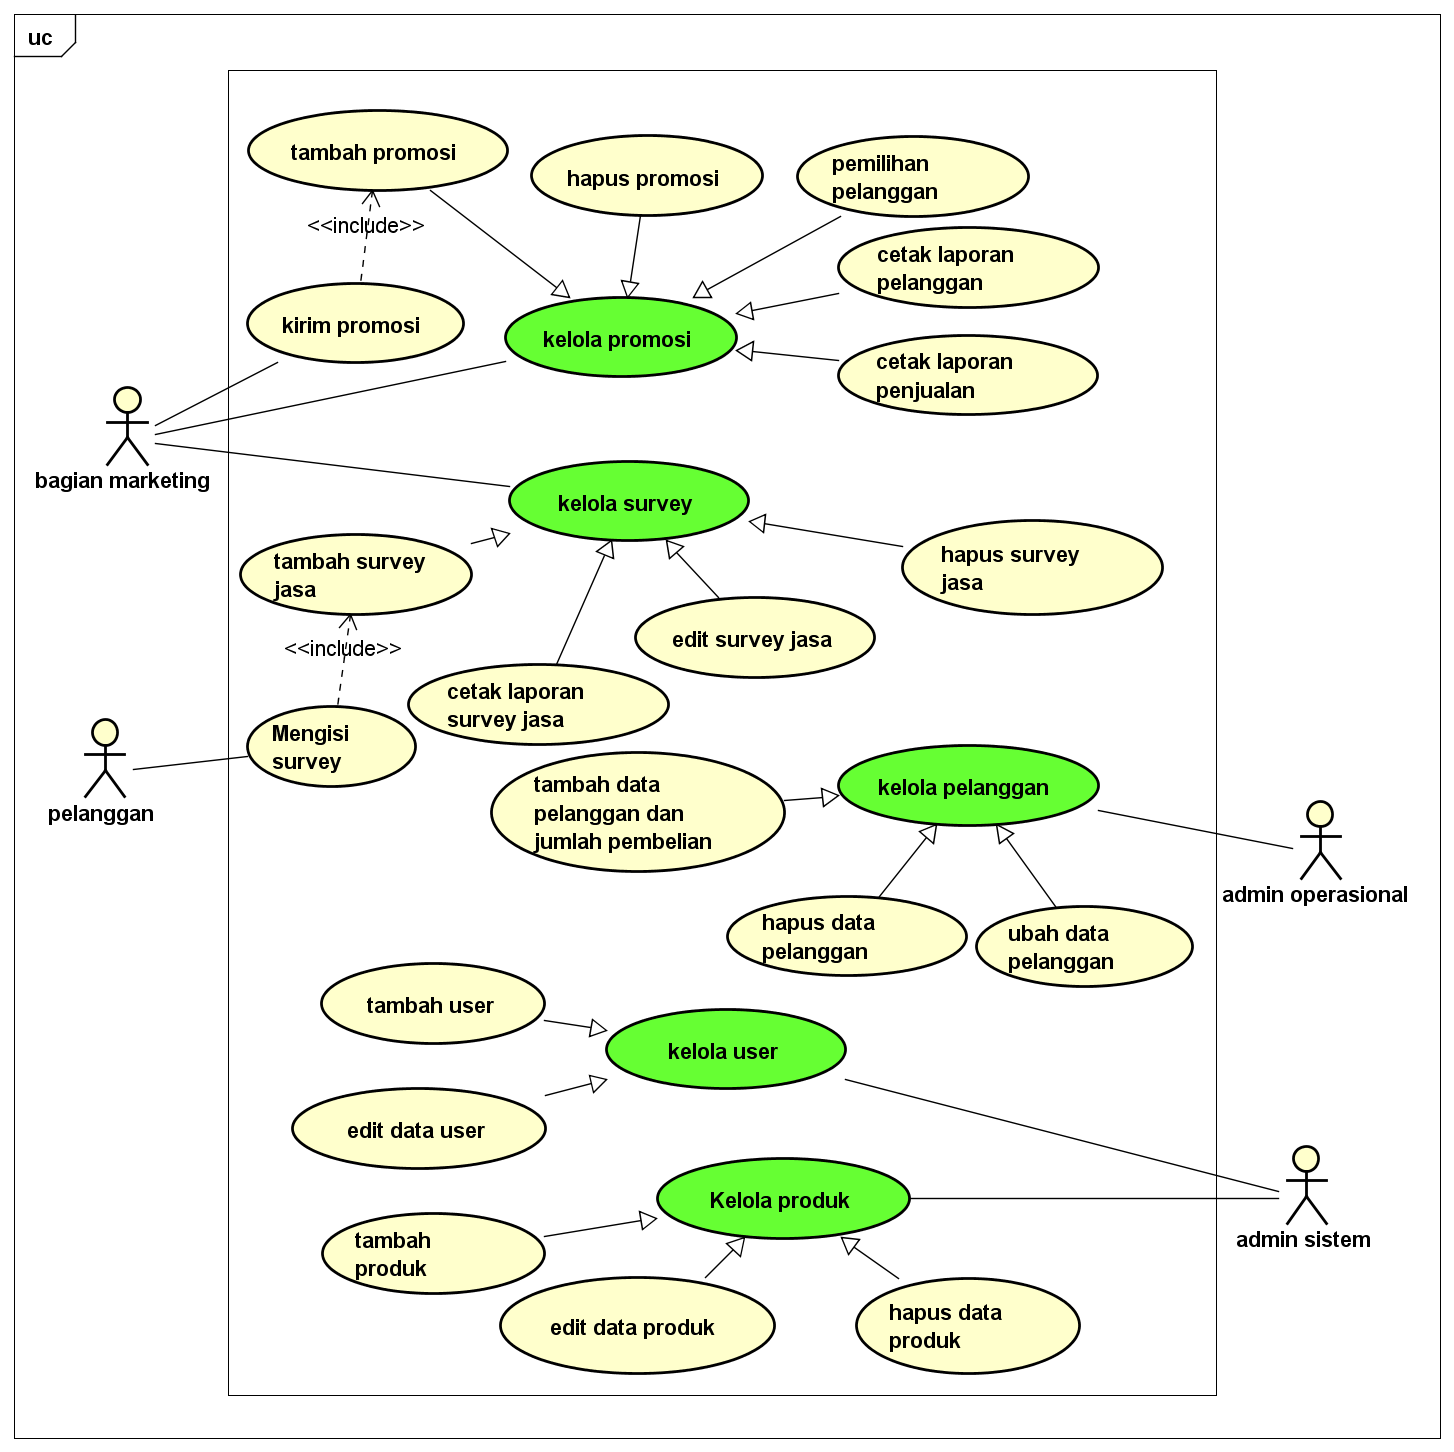 uc
tambah promosi
hapus promosi
pemilihan
pelanggan
<<include>>
cetak laporan
pelanggan
kirim promosi
kelola promosi
cetak laporan
penjualan
bagian marketing
kelola survey
tambah survey
jasa
hapus survey
jasa
<<include>>
edit survey jasa
cetak laporan
survey jasa
Mengisi
survey
pelanggan
tambah data
pelanggan dan
jumlah pembelian
kelola pelanggan
admin operasional
hapus data
pelanggan
ubah data
pelanggan
tambah user
kelola user
edit data user
Kelola produk
admin sistem
tambah
produk
edit data produk
hapus data
produk